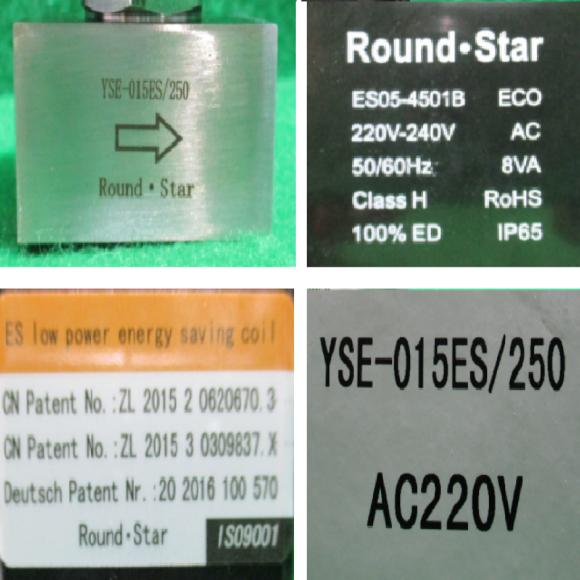 YSE-015ES/250
Round·Star
Round·Star
ES05-4501B ECO
220V-240V AC
50/60Hz 8VA
Class H RoHS
100% ED IP65
ES low power energy saving coil
CN Patent No.:ZL 2015 2 0620670.3
CN Patent No.:ZL 2015 3 0309837.X
Deutsch Patent Nr.:20 2016 100 570
Round·Star ISO9001
YSE-015ES/250
AC220V